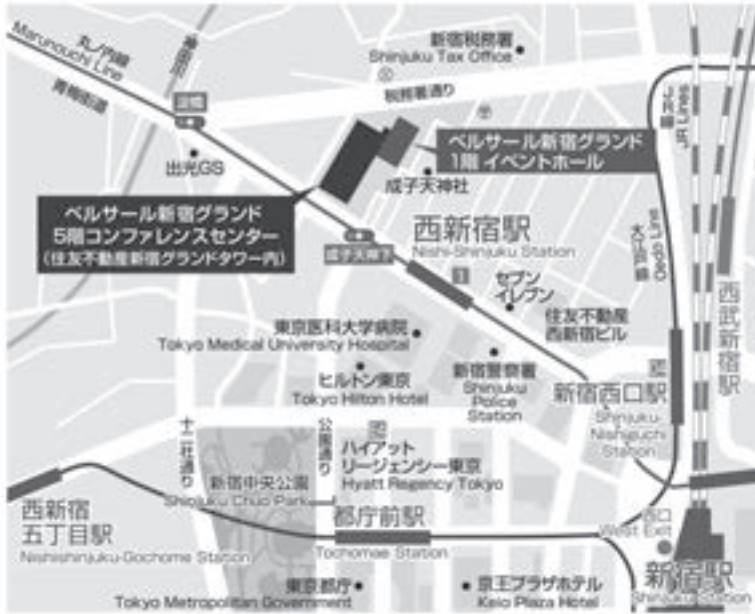 丸ノ内線
Marunouchi Line
青梅街道
新宿税務署
Shinjuku Tax Office
税務署通り
JR線
JR Lines
出光GS
ベルサール新宿グランド
1階 イベントホール
成子天神社
ベルサール新宿グランド
5階コンファレンスセンター
(住友不動産新宿グランドタワー内)
成子天神下
西新宿駅
Nishi-Shinjuku Station
1
セブン
イレブン
住友不動産
西新宿ビル
大江戸線
Oedo Line
西武新宿駅
東京医科大学病院
Tokyo Medical University Hospital
ヒルトン東京
Tokyo Hilton Hotel
新宿警察署
Shinjuku
Police
Station
新宿西口駅
Shinjuku-
Nishiguchi
Station
十二社通り
公園通り
新宿中央公園
Shinjuku Chuo Park
ハイアット
リージェンシー東京
Hyatt Regency Tokyo
西新宿
五丁目駅
Nishishinjuku-Gochome Station
都庁前駅
Tochomae Station
西口
West Exit
新宿駅
Shinjuku Station
東京都庁
Tokyo Metropolitan Government
京王プラザホテル
Keio Plaza Hotel